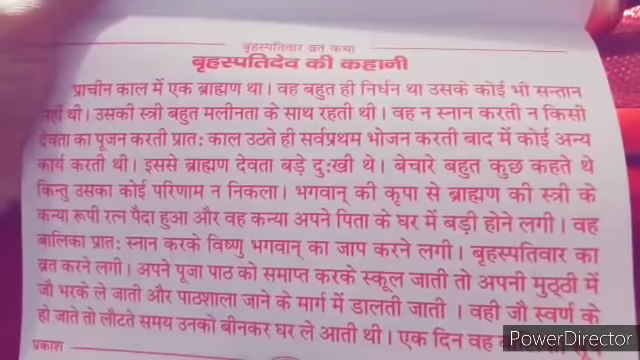 बृहस्पतिवार व्रत कथा
बृहस्पतिदेव की कहानी
प्राचीन काल में एक ब्राह्मण था। वह बहुत ही निर्धन था उसके कोई भी सन्तान
नहीं थी। उसकी स्त्री बहुत मलीनता के साथ रहती थी। वह न स्नान करती न किसी
देवता का पूजन करती प्रातः काल उठते ही सर्वप्रथम भोजन करती बाद में कोई अन्य
कार्य करती थी। इससे ब्राह्मण देवता बड़े दुःखी थे। बेचारे बहुत कुछ कहते थे
किन्तु उसका कोई परिणाम न निकला। भगवान् की कृपा से ब्राह्मण की स्त्री के
कन्या रूपी रत्न पैदा हुआ और वह कन्या अपने पिता के घर में बड़ी होने लगी। वह
बालिका प्रातः स्नान करके विष्णु भगवान् का जाप करने लगी। बृहस्पतिवार का
व्रत करने लगी। अपने पूजा पाठ को समाप्त करके स्कूल जाती तो अपनी मुठ्ठी में
जौ भरके ले जाती और पाठशाला जाने के मार्ग में डालती जाती । वही जौ स्वर्ण के
हो जाते तो लौटते समय उनको बीनकर घर ले आती थी। एक दिन वह
प्रकाश
PowerDirector